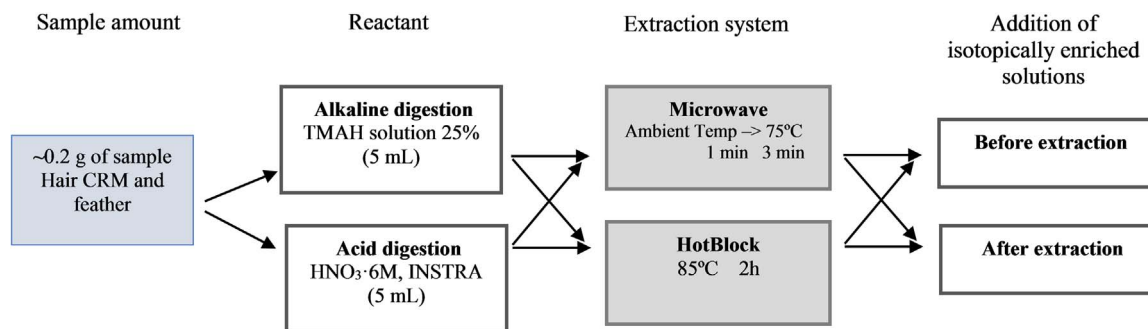 Sample amount
Reactant
Extraction system
Addition of
isotopically enriched
solutions
~0.2 g of sample
Hair CRM and
feather
Alkaline digestion
TMAH solution 25%
(5 mL)
Acid digestion
HNO₃·6M, INSTRA
(5 mL)
Microwave
Ambient Temp –> 75ºC
1 min 3 min
HotBlock
85ºC 2h
Before extraction
After extraction